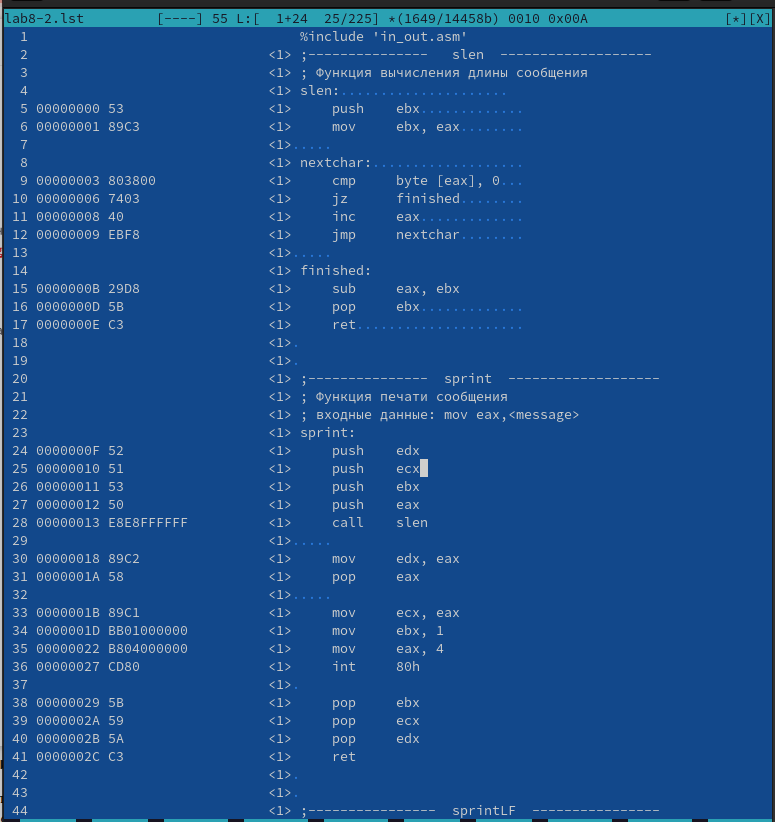 lab8-2.lst [----] 55 L:[ 1+24 25/225] *(1649/14458b) 0010 0x00A [*][X]
1 %include 'in_out.asm'
2 <1> ;--------------- slen -------------------
3 <1> ; Функция вычисления длины сообщения
4 <1> slen:.....................
5 00000000 53 <1> push ebx.............
6 00000001 89C3 <1> mov ebx, eax........
7 <1>.....
8 <1> nextchar:...................
9 00000003 803800 <1> cmp byte [eax], 0...
10 00000006 7403 <1> jz finished........
11 00000008 40 <1> inc eax.............
12 00000009 EBF8 <1> jmp nextchar........
13 <1>.....
14 <1> finished:
15 0000000B 29D8 <1> sub eax, ebx
16 0000000D 5B <1> pop ebx.............
17 0000000E C3 <1> ret.....................
18 <1>.
19 <1>.
20 <1> ;--------------- sprint -------------------
21 <1> ; Функция печати сообщения
22 <1> ; входные данные: mov eax,<message>
23 <1> sprint:
24 0000000F 52 <1> push edx
25 00000010 51 <1> push ecx
26 00000011 53 <1> push ebx
27 00000012 50 <1> push eax
28 00000013 E8E8FFFFFF <1> call slen
29 <1>.....
30 00000018 89C2 <1> mov edx, eax
31 0000001A 58 <1> pop eax
32 <1>.....
33 0000001B 89C1 <1> mov ecx, eax
34 0000001D BB01000000 <1> mov ebx, 1
35 00000022 B804000000 <1> mov eax, 4
36 00000027 CD80 <1> int 80h
37 <1>.
38 00000029 5B <1> pop ebx
39 0000002A 59 <1> pop ecx
40 0000002B 5A <1> pop edx
41 0000002C C3 <1> ret
42 <1>.
43 <1>.
44 <1> ;---------------- sprintLF ----------------